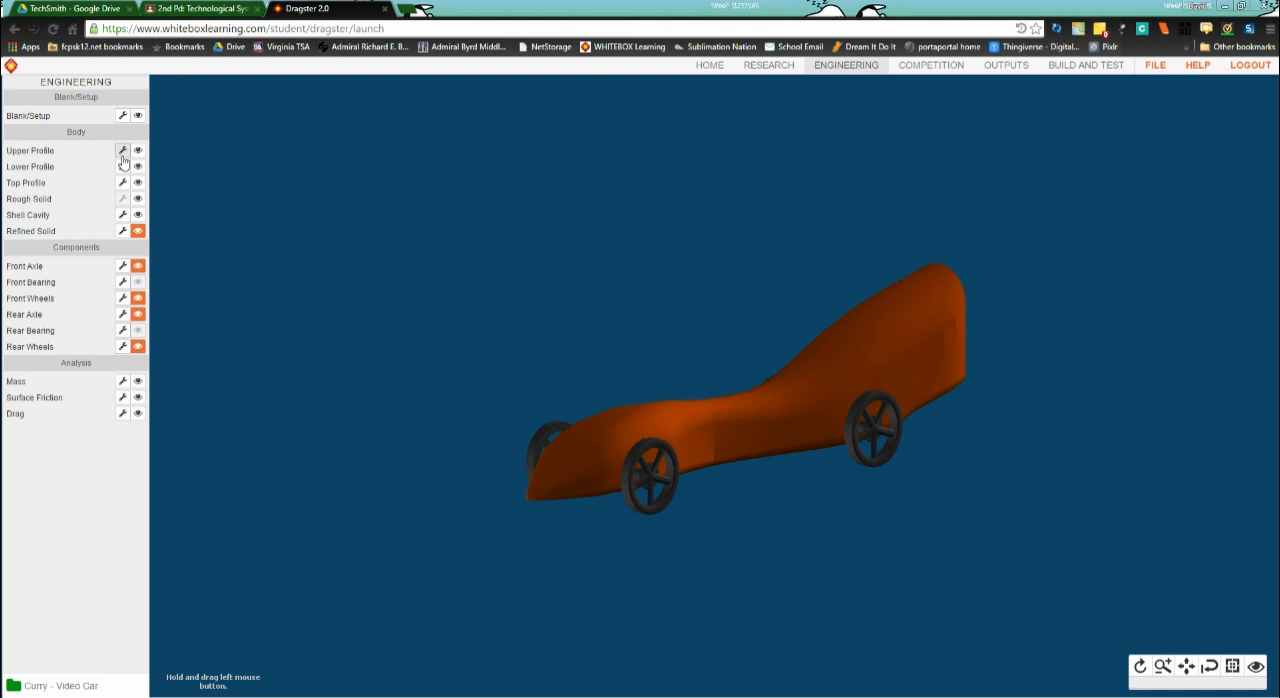 TechSmith - Google Drive
2nd Pd: Technological Sys
Dragster 2.0
https://www.whiteboxlearning.com/student/dragster/launch
Apps fcpsk12.net bookmarks Bookmarks Drive Virginia TSA Admiral Richard E. B... Admiral Byrd Middl... NetStorage WHITEBOX Learning Sublimation Nation School Email Dream It Do It portaportal home Thingiverse - Digital... Pixlr Other bookmarks
HOME RESEARCH ENGINEERING COMPETITION OUTPUTS BUILD AND TEST FILE HELP LOGOUT
ENGINEERING
Blank/Setup
Blank/Setup
Body
Upper Profile
Lower Profile
Top Profile
Rough Solid
Shell Cavity
Refined Solid
Components
Front Axle
Front Bearing
Front Wheels
Rear Axle
Rear Bearing
Rear Wheels
Analysis
Mass
Surface Friction
Drag
Curry - Video Car
Hold and drag left mouse
button.